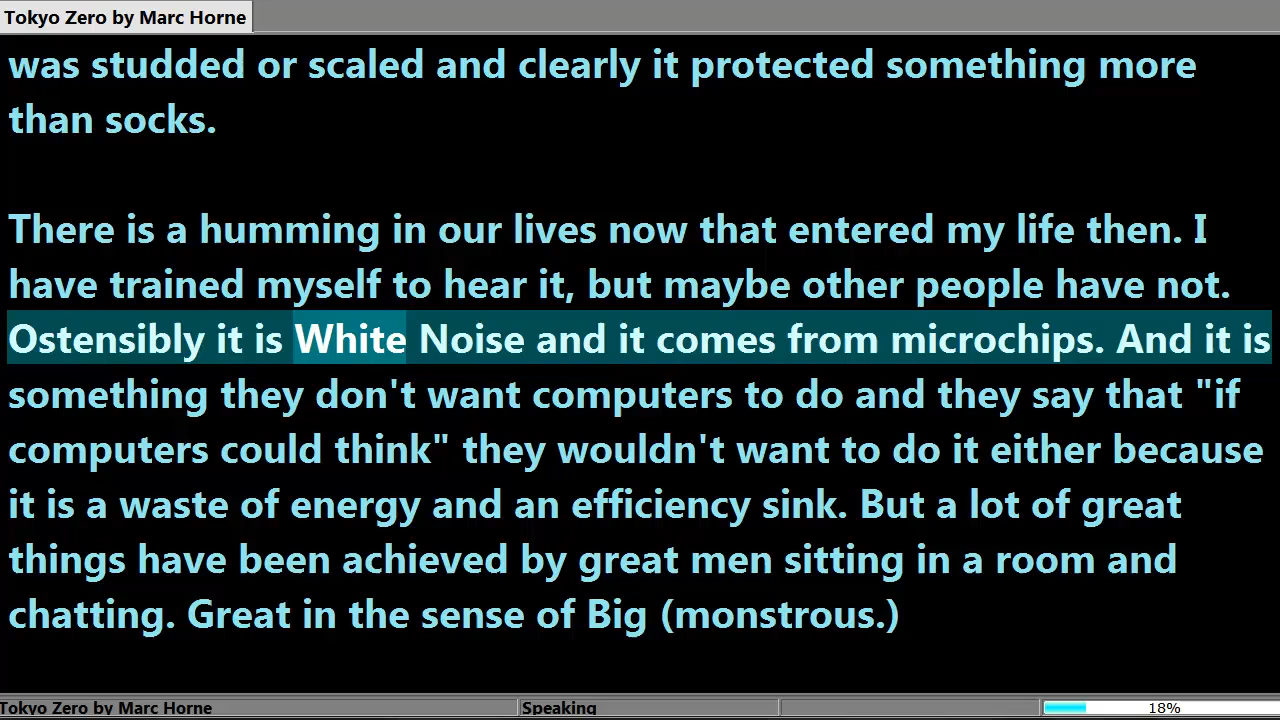 Tokyo Zero by Marc Horne
was studded or scaled and clearly it protected something more
than socks.
There is a humming in our lives now that entered my life then. I
have trained myself to hear it, but maybe other people have not.
Ostensibly it is White Noise and it comes from microchips. And it is
something they don't want computers to do and they say that "if
computers could think" they wouldn't want to do it either because
it is a waste of energy and an efficiency sink. But a lot of great
things have been achieved by great men sitting in a room and
chatting. Great in the sense of Big (monstrous.)
Tokyo Zero by Marc Horne
Speaking
18%